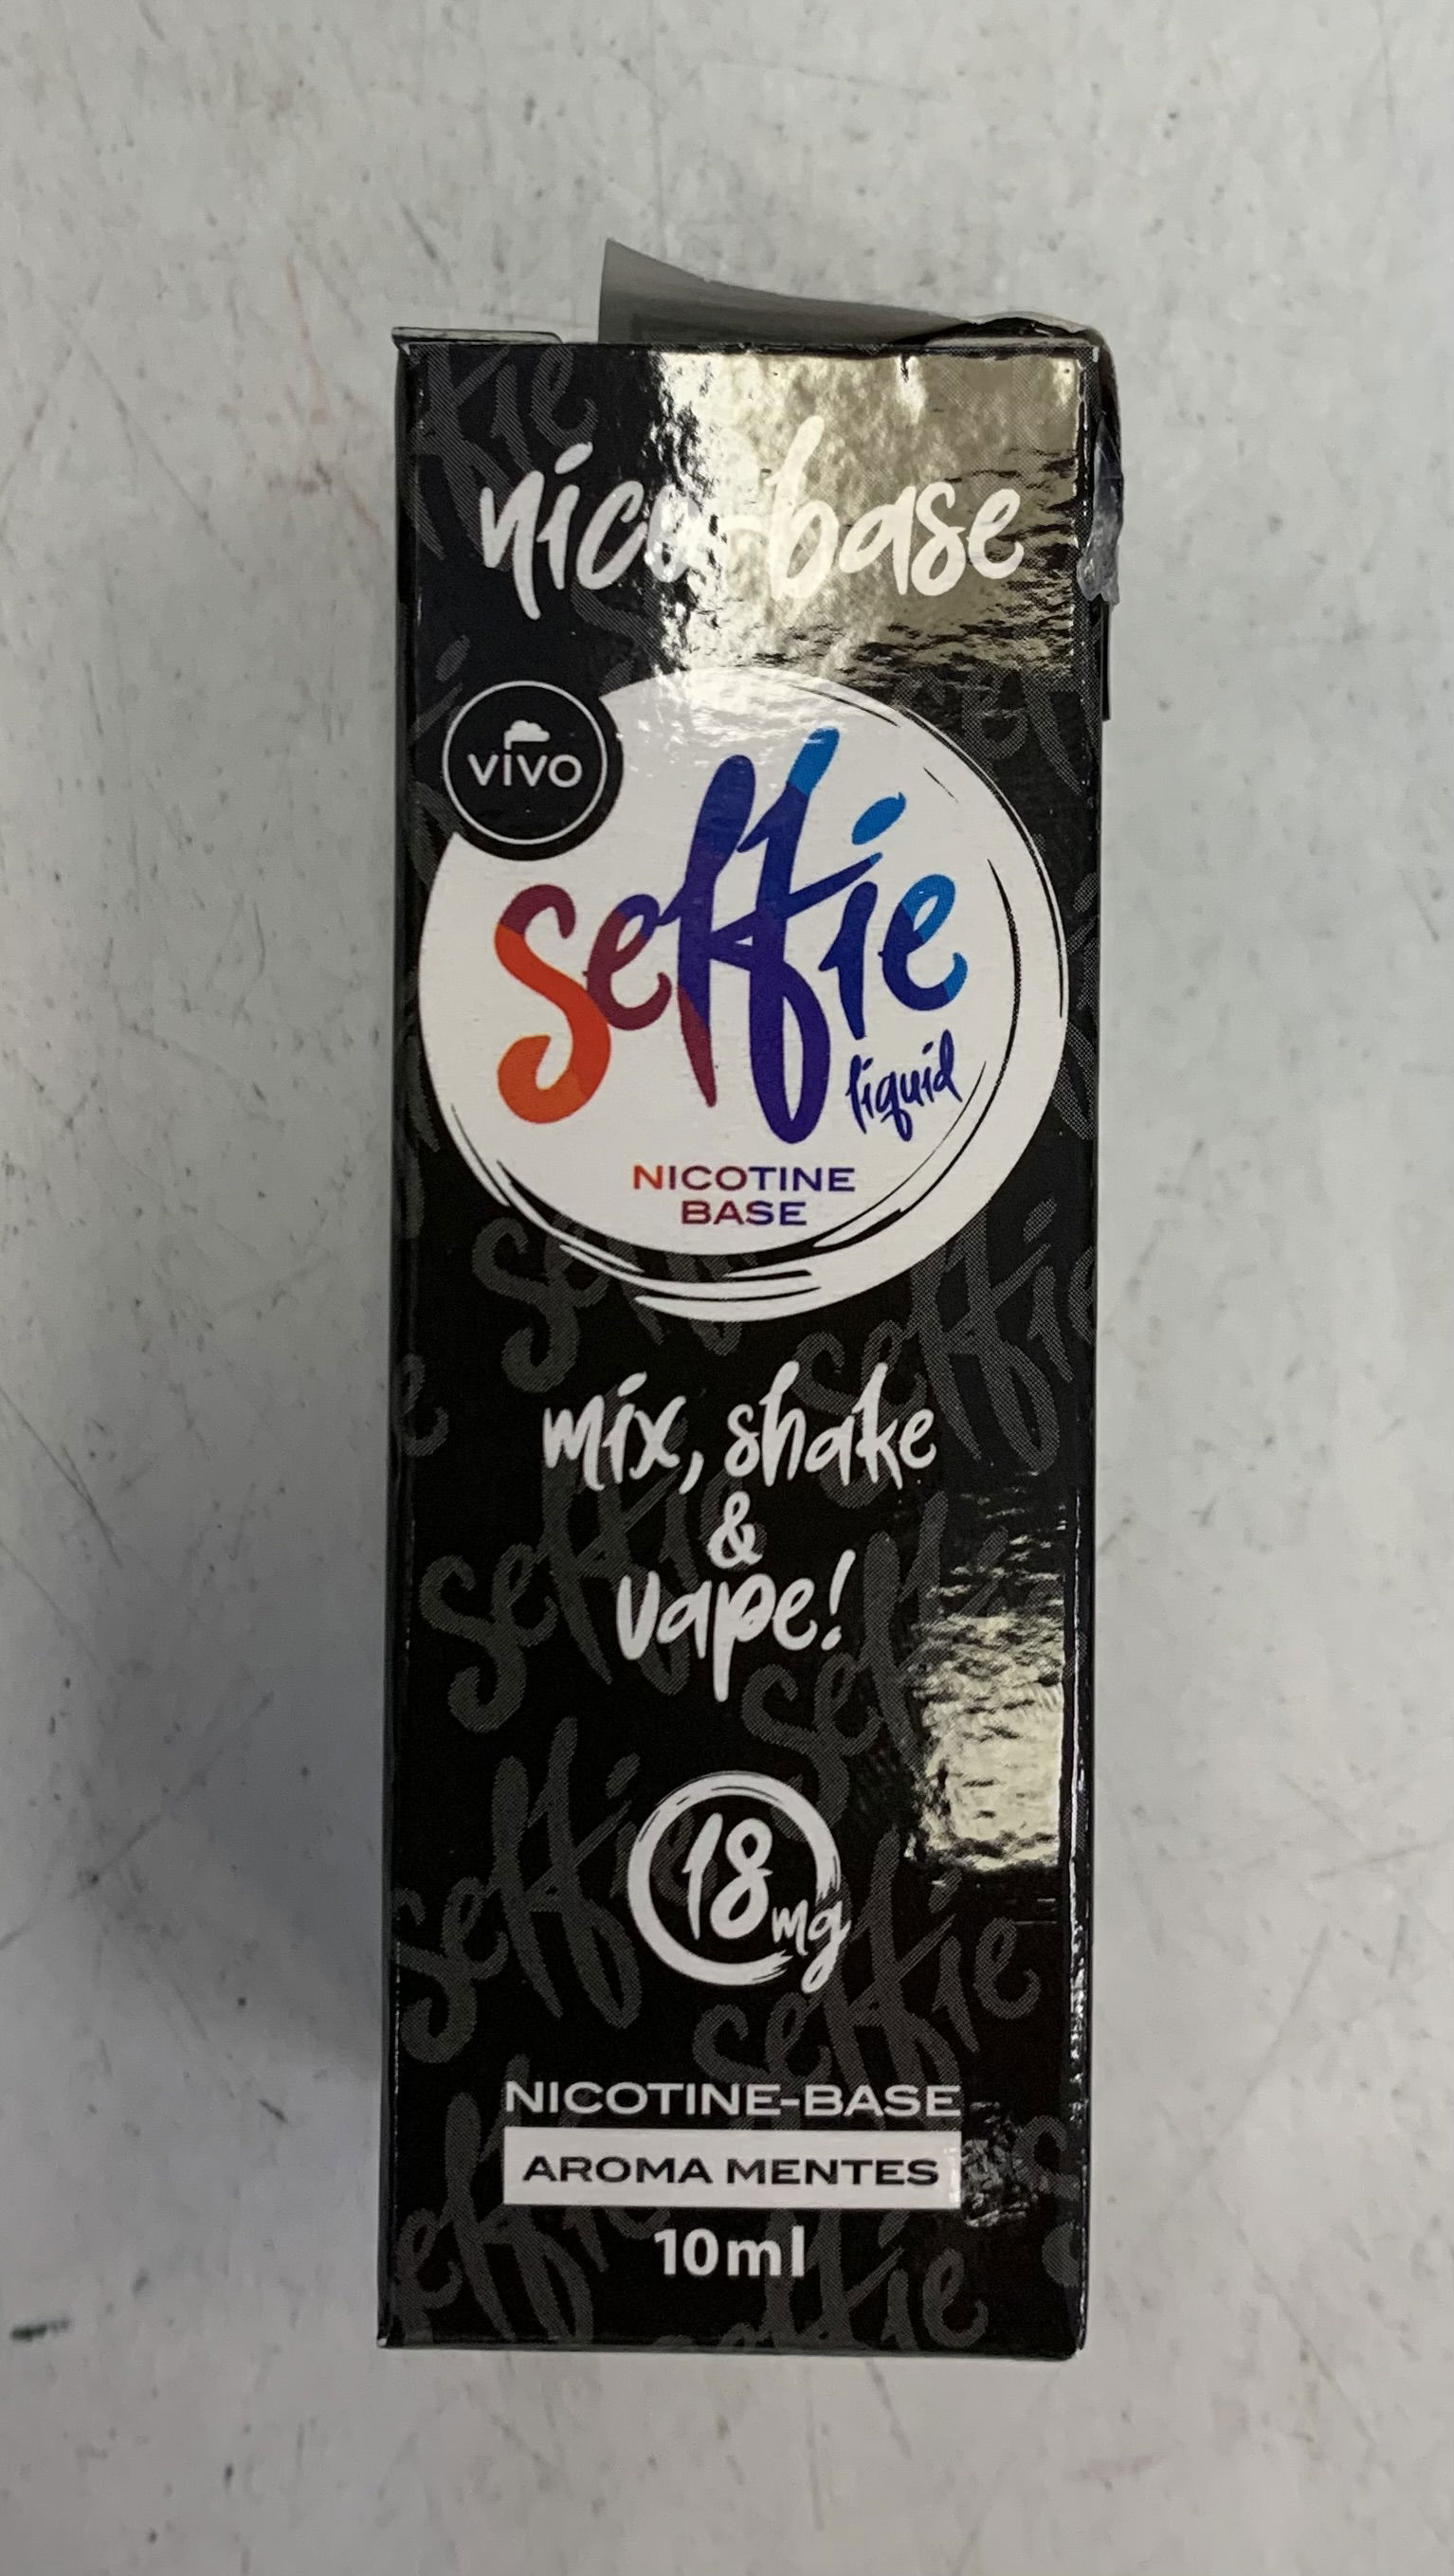 nico-base
vivo
selfie
liquid
NICOTINE
BASE
mix, shake
&
vape!
18mg
NICOTINE-BASE
AROMA MENTES
10ml